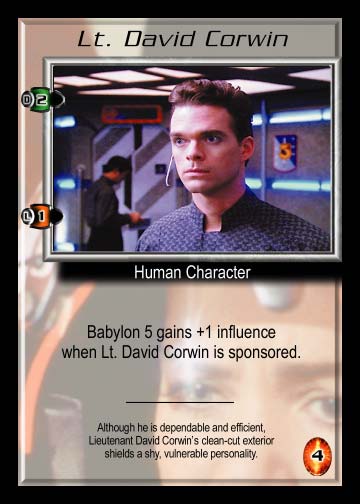 Lt. David Corwin
D 2
L 1
5
Human Character
Babylon 5 gains +1 influence
when Lt. David Corwin is sponsored.
Although he is dependable and efficient,
Lieutenant David Corwin's clean-cut exterior
shields a shy, vulnerable personality.
4